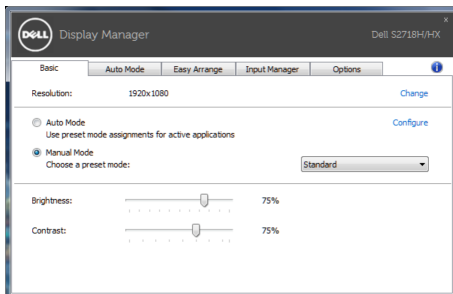 DELL Display Manager Dell S2718H/HX
x
Basic Auto Mode Easy Arrange Input Manager Options i
Resolution: 1920x1080 Change
Auto Mode Configure
Use preset mode assignments for active applications
Manual Mode
Choose a preset mode: Standard
Brightness: 75%
Contrast: 75%